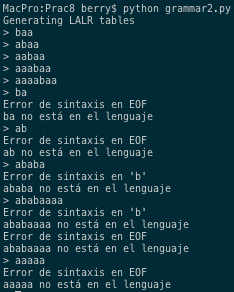 MacPro:Prac8 berry$ python grammar2.py
Generating LALR tables
> baa
> abaa
> aabaa
> aaabaa
> aaaabaa
> ba
Error de sintaxis en EOF
ba no está en el lenguaje
> ab
Error de sintaxis en EOF
ab no está en el lenguaje
> ababa
Error de sintaxis en 'b'
ababa no está en el lenguaje
> ababaaaa
Error de sintaxis en 'b'
ababaaaa no está en el lenguaje
Error de sintaxis en EOF
ababaaaa no está en el lenguaje
> aaaaa
Error de sintaxis en EOF
aaaaa no está en el lenguaje